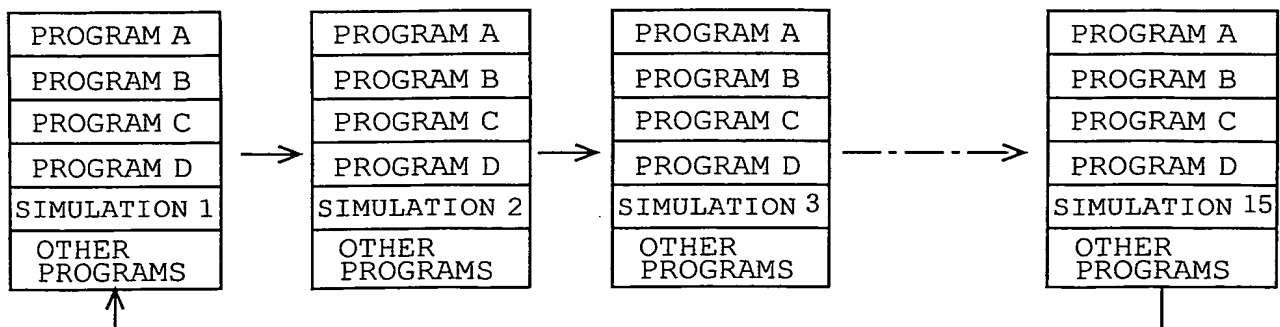 PROGRAM A
PROGRAM B
PROGRAM C
PROGRAM D
SIMULATION 1
OTHER
PROGRAMS
PROGRAM A
PROGRAM B
PROGRAM C
PROGRAM D
SIMULATION 2
OTHER
PROGRAMS
PROGRAM A
PROGRAM B
PROGRAM C
PROGRAM D
SIMULATION 3
OTHER
PROGRAMS
PROGRAM A
PROGRAM B
PROGRAM C
PROGRAM D
SIMULATION 15
OTHER
PROGRAMS